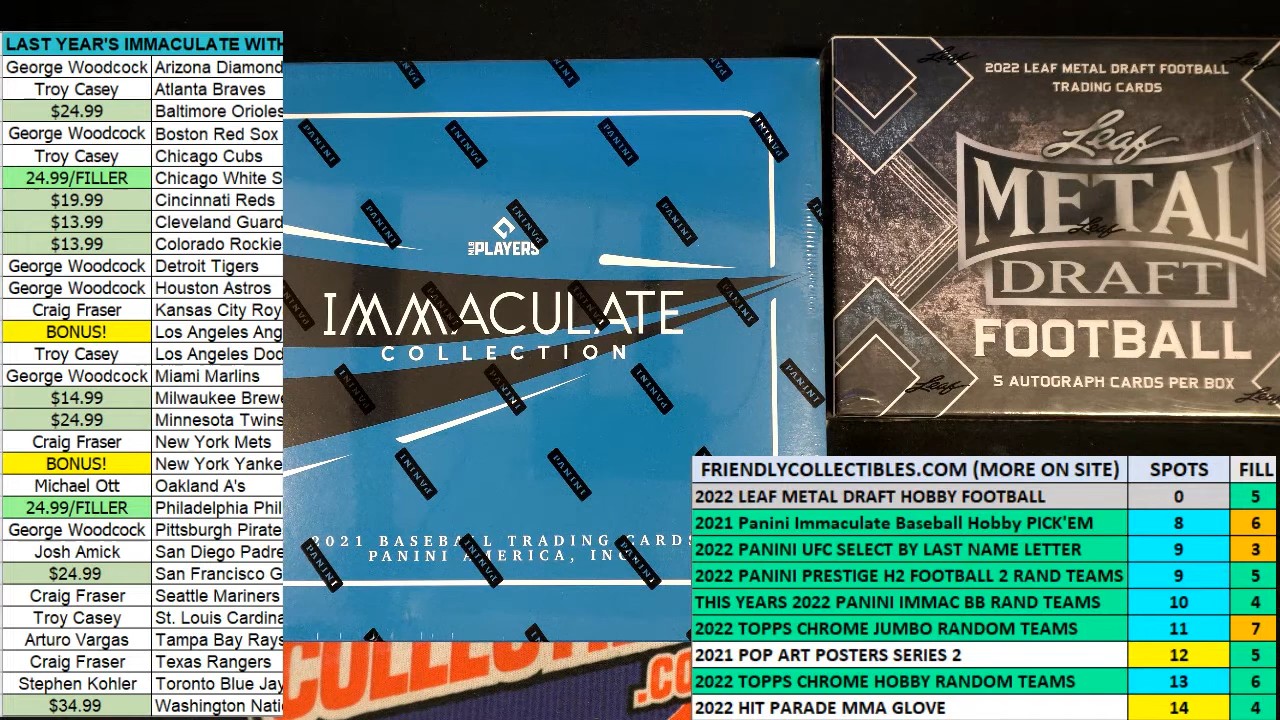 LAST YEAR'S IMMACULATE WITH
George Woodcock Arizona Diamond
Troy Casey Atlanta Braves
$24.99 Baltimore Orioles
George Woodcock Boston Red Sox
Troy Casey Chicago Cubs
24.99/FILLER Chicago White S
$19.99 Cincinnati Reds
$13.99 Cleveland Guard
$13.99 Colorado Rockie
George Woodcock Detroit Tigers
George Woodcock Houston Astros
Craig Fraser Kansas City Roy
BONUS! Los Angeles Ang
Troy Casey Los Angeles Dod
George Woodcock Miami Marlins
$14.99 Milwaukee Brewe
$24.99 Minnesota Twins
Craig Fraser New York Mets
BONUS! New York Yanke
Michael Ott Oakland A's
24.99/FILLER Philadelphia Phil
George Woodcock Pittsburgh Pirate
Josh Amick San Diego Padre
$24.99 San Francisco G
Craig Fraser Seattle Mariners
Troy Casey St. Louis Cardina
Arturo Vargas Tampa Bay Rays
Craig Fraser Texas Rangers
Stephen Kohler Toronto Blue Jay
$34.99 Washington Nati
MLB PLAYERS
IMMACULATE
COLLECTION
2021 BASEBALL TRADING CARDS
PANINI AMERICA, INC
PANINI
COLLECTI
.CO
2022 LEAF METAL DRAFT FOOTBALL
TRADING CARDS
Leaf
METAL
DRAFT
FOOTBALL
5 AUTOGRAPH CARDS PER BOX
FRIENDLYCOLLECTIBLES.COM (MORE ON SITE) SPOTS FILL
2022 LEAF METAL DRAFT HOBBY FOOTBALL 0 5
2021 Panini Immaculate Baseball Hobby PICK'EM 8 6
2022 PANINI UFC SELECT BY LAST NAME LETTER 9 3
2022 PANINI PRESTIGE H2 FOOTBALL 2 RAND TEAMS 9 5
THIS YEARS 2022 PANINI IMMAC BB RAND TEAMS 10 4
2022 TOPPS CHROME JUMBO RANDOM TEAMS 11 7
2021 POP ART POSTERS SERIES 2 12 5
2022 TOPPS CHROME HOBBY RANDOM TEAMS 13 6
2022 HIT PARADE MMA GLOVE 14 4